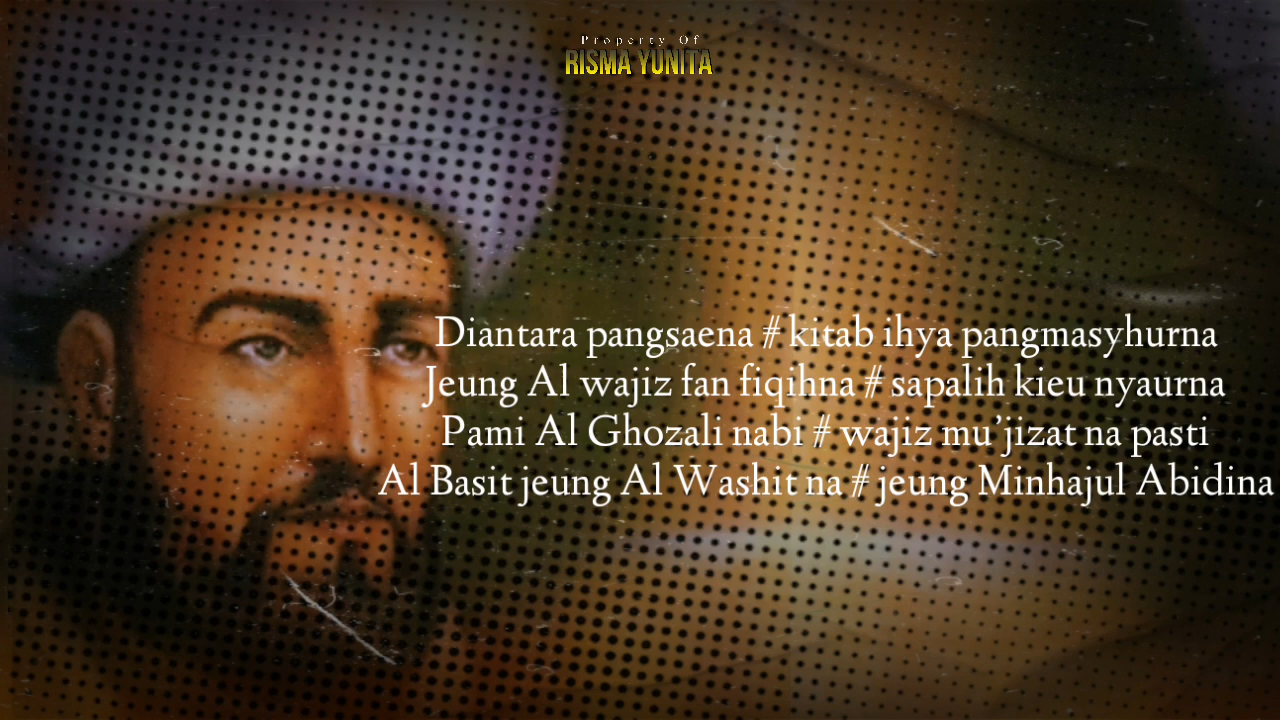 Property Of
RISMA YUNITA
Diantara pangsaena # kitab ihya pangmasyhurna
Jeung Al wajiz fan fiqihna # sapalih kieu nyaurna
Pami Al Ghozali nabi # wajiz mu'jizat na pasti
Al Basit jeung Al Washit na # jeung Minhajul Abidina